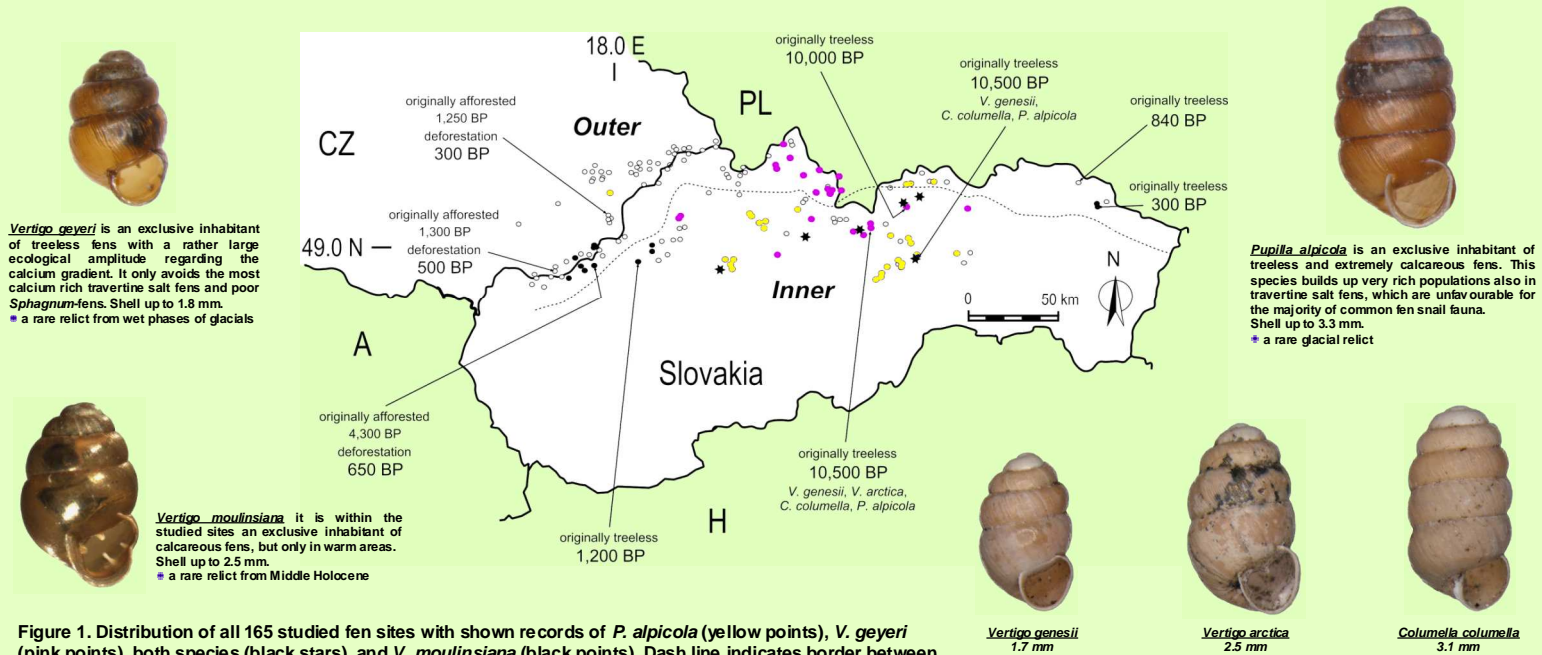 18.0 E
I
originally treeless
10,000 BP
originally treeless
10,500 BP
V. genesii,
C. columella, P. alpicola
originally treeless
840 BP
originally treeless
300 BP
PL
Outer
CZ
originally afforested
1,250 BP
deforestation
300 BP
originally afforested
1,300 BP
deforestation
500 BP
49.0 N —
N
0 50 km
Inner
A
Slovakia
originally afforested
4,300 BP
deforestation
650 BP
originally treeless
1,200 BP
H
originally treeless
10,500 BP
V. genesii, V. arctica,
C. columella, P. alpicola
Vertigo geyeri is an exclusive inhabitant
of treeless fens with a rather large
ecological amplitude regarding the
calcium gradient. It only avoids the most
calcium rich travertine salt fens and poor
Sphagnum-fens. Shell up to 1.8 mm.
a rare relict from wet phases of glacials
Pupilla alpicola is an exclusive inhabitant of
treeless and extremely calcareous fens. This
species builds up very rich populations also in
travertine salt fens, which are unfavourable for
the majority of common fen snail fauna.
Shell up to 3.3 mm.
a rare glacial relict
Vertigo moulinsiana it is within the
studied sites an exclusive inhabitant of
calcareous fens, but only in warm areas.
Shell up to 2.5 mm.
a rare relict from Middle Holocene
Vertigo genesii
1.7 mm
Vertigo arctica
2.5 mm
Columella columella
3.1 mm
Figure 1. Distribution of all 165 studied fen sites with shown records of P. alpicola (yellow points), V. geyeri
(pink points), both species (black stars), and V. moulinsiana (black points). Dash line indicates border between